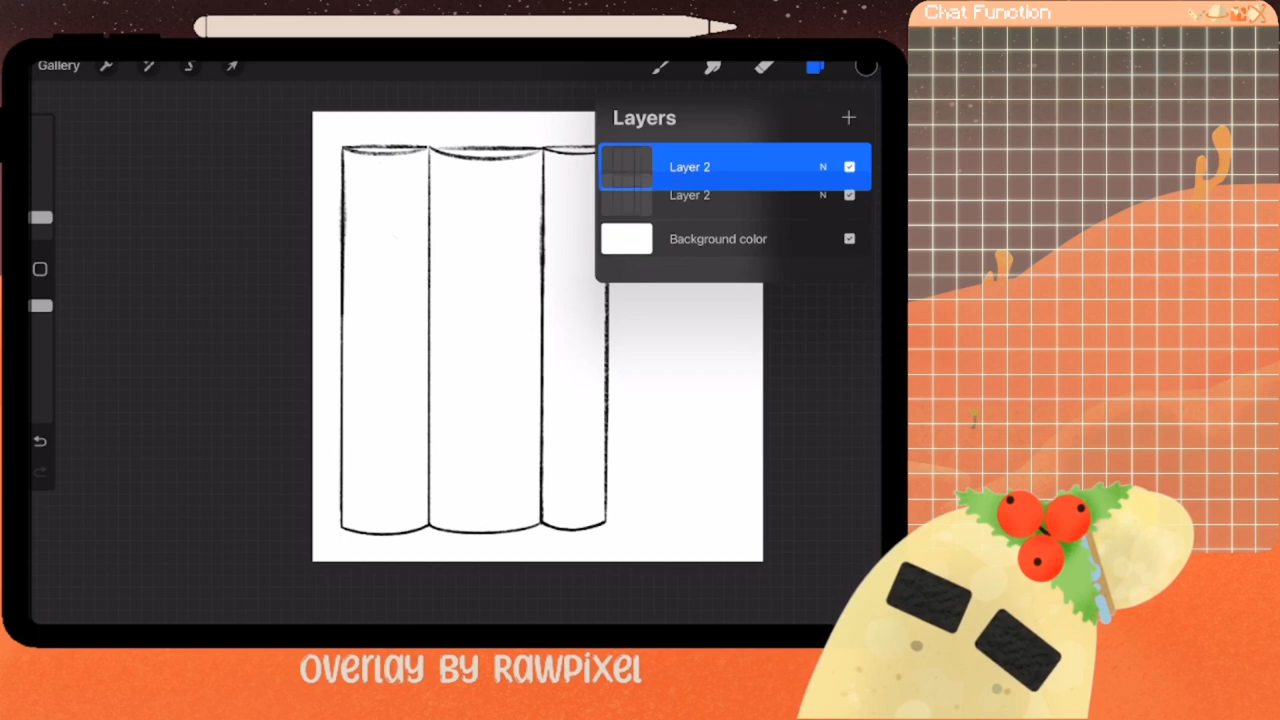 Chat Function
Gallery
Layers
Layer 2 N
Layer 2 N
Background color
OVERLAY BY RAWPIXEL